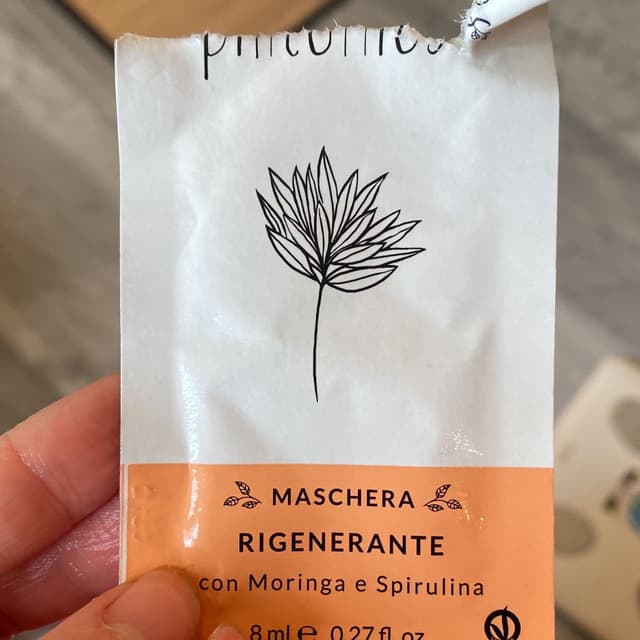 MASCHERA
RIGENERANTE
con Moringa e Spirulina
8 ml ℮ 0.27 fl. oz